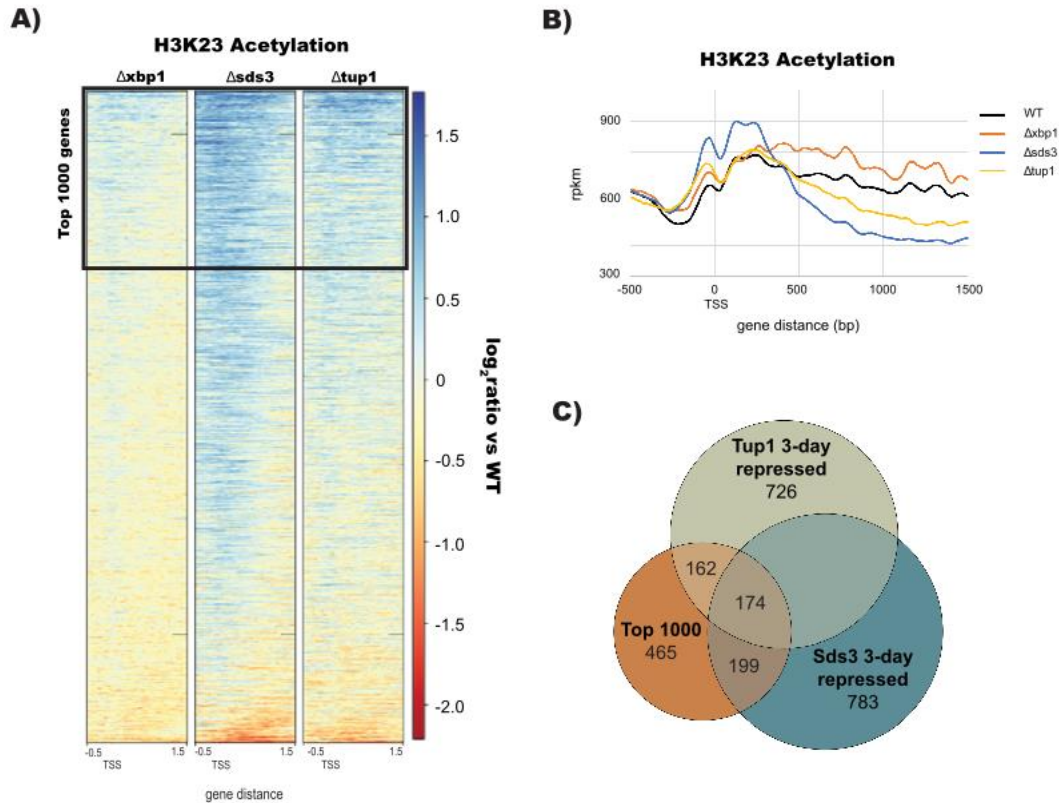 A)
H3K23 Acetylation
Δxbp1 Δsds3 Δtup1
Top 1000 genes
1.5
1.0
0.5
0
-0.5
-1.0
-1.5
-2.0
log2ratio vs WT
-0.5 1.5 -0.5 1.5 -0.5 1.5
TSS TSS TSS
gene distance
B)
H3K23 Acetylation
900
600
300
rpkm
-500 0 500 1000 1500
TSS
gene distance (bp)
WT
Δxbp1
Δsds3
Δtup1
C)
Tup1 3-day
repressed
726
162
174
Top 1000
465
199
Sds3 3-day
repressed
783